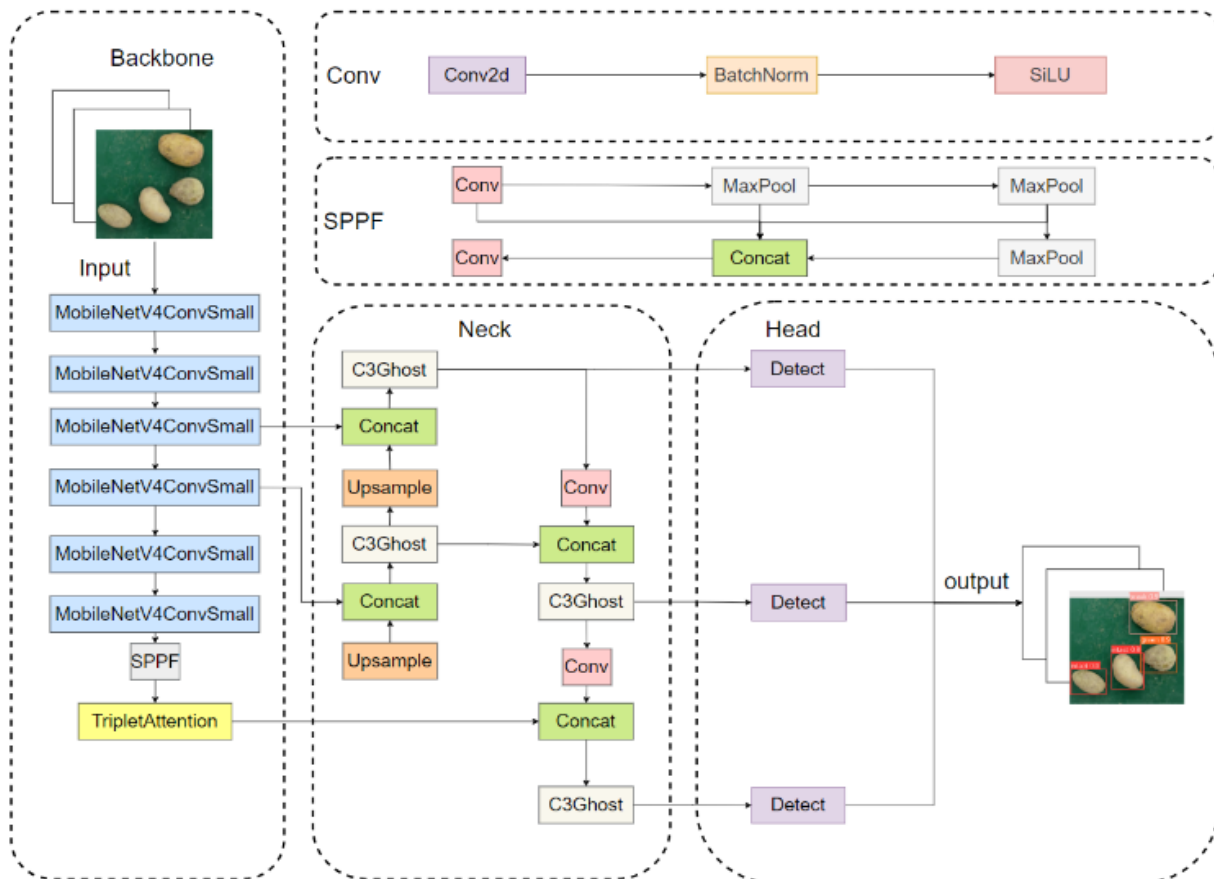 Backbone
Input
MobileNetV4ConvSmall
MobileNetV4ConvSmall
MobileNetV4ConvSmall
MobileNetV4ConvSmall
MobileNetV4ConvSmall
MobileNetV4ConvSmall
SPPF
TripletAttention
Conv
Conv2d
BatchNorm
SiLU
SPPF
Conv
MaxPool
MaxPool
Conv
Concat
MaxPool
Neck
C3Ghost
Concat
Upsample
C3Ghost
Concat
Upsample
Conv
Concat
C3Ghost
Conv
Concat
C3Ghost
Head
Detect
Detect
Detect
output